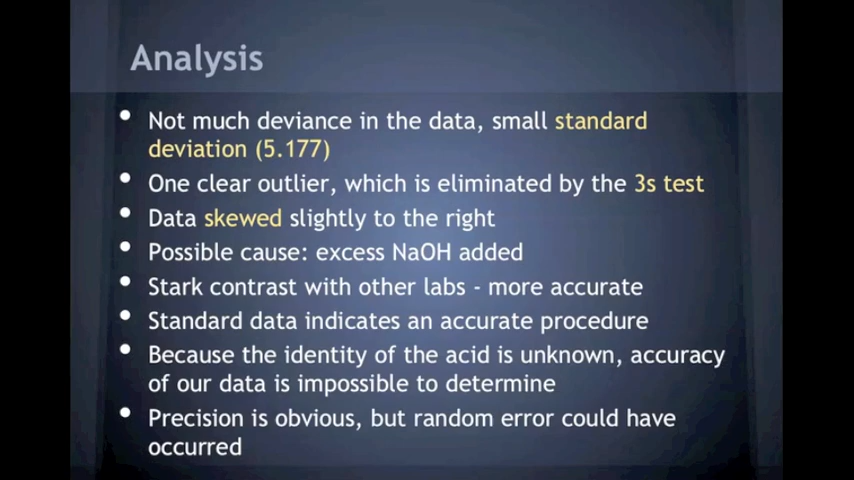 Analysis
• Not much deviance in the data, small standard
deviation (5.177)
• One clear outlier, which is eliminated by the 3s test
• Data skewed slightly to the right
• Possible cause: excess NaOH added
• Stark contrast with other labs - more accurate
• Standard data indicates an accurate procedure
• Because the identity of the acid is unknown, accuracy
of our data is impossible to determine
• Precision is obvious, but random error could have
occurred